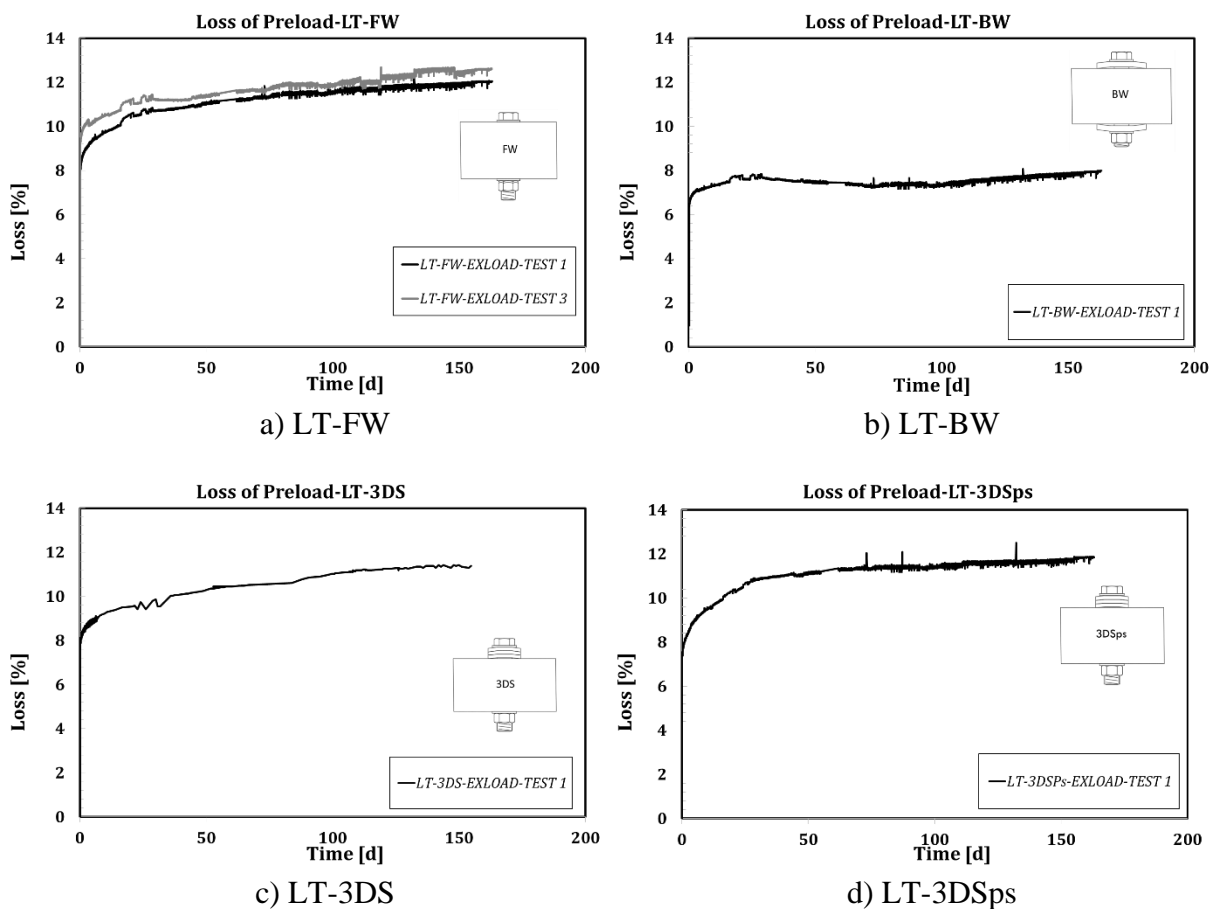 Loss of Preload-LT-FW
14
12
10
8
6
4
2
0
Loss [%]
FW
LT-FW-EXLOAD-TEST 1
LT-FW-EXLOAD-TEST 3
0 50 100 150 200
Time [d]
a) LT-FW
Loss of Preload-LT-BW
14
12
10
8
6
4
2
0
Loss [%]
BW
LT-BW-EXLOAD-TEST 1
0 50 100 150 200
Time [d]
b) LT-BW
Loss of Preload-LT-3DS
14
12
10
8
6
4
2
0
Loss [%]
3DS
LT-3DS-EXLOAD-TEST 1
0 50 100 150 200
Time [d]
c) LT-3DS
Loss of Preload-LT-3DSps
14
12
10
8
6
4
2
0
Loss [%]
3DSps
LT-3DSPs-EXLOAD-TEST 1
0 50 100 150 200
Time [d]
d) LT-3DSps